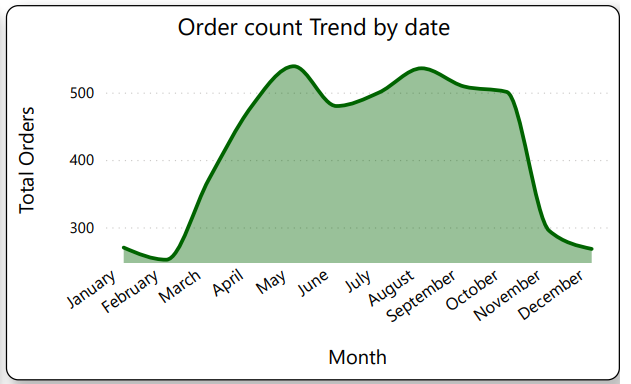 Order count Trend by date
Total Orders
500
400
300
January
February
March
April
May
June
July
August
September
October
November
December
Month